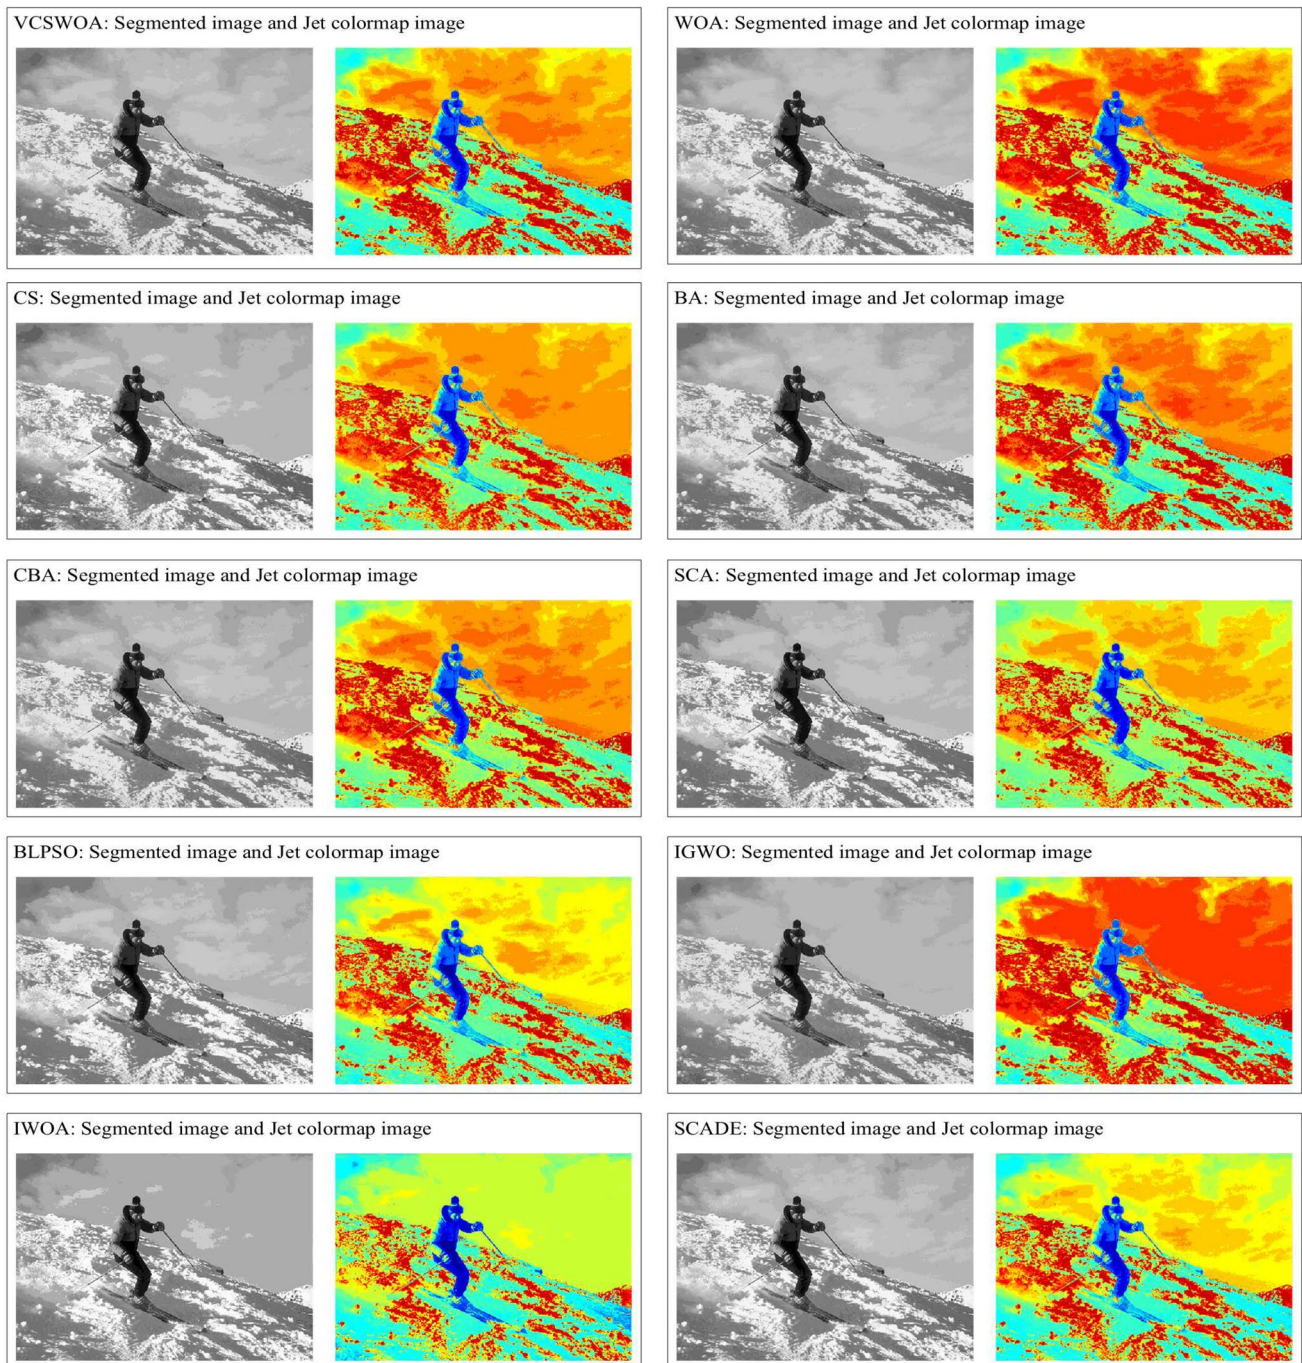 VCSWOA: Segmented image and Jet colormap image
WOA: Segmented image and Jet colormap image
CS: Segmented image and Jet colormap image
BA: Segmented image and Jet colormap image
CBA: Segmented image and Jet colormap image
SCA: Segmented image and Jet colormap image
BLPSO: Segmented image and Jet colormap image
IGWO: Segmented image and Jet colormap image
IWOA: Segmented image and Jet colormap image
SCADE: Segmented image and Jet colormap image